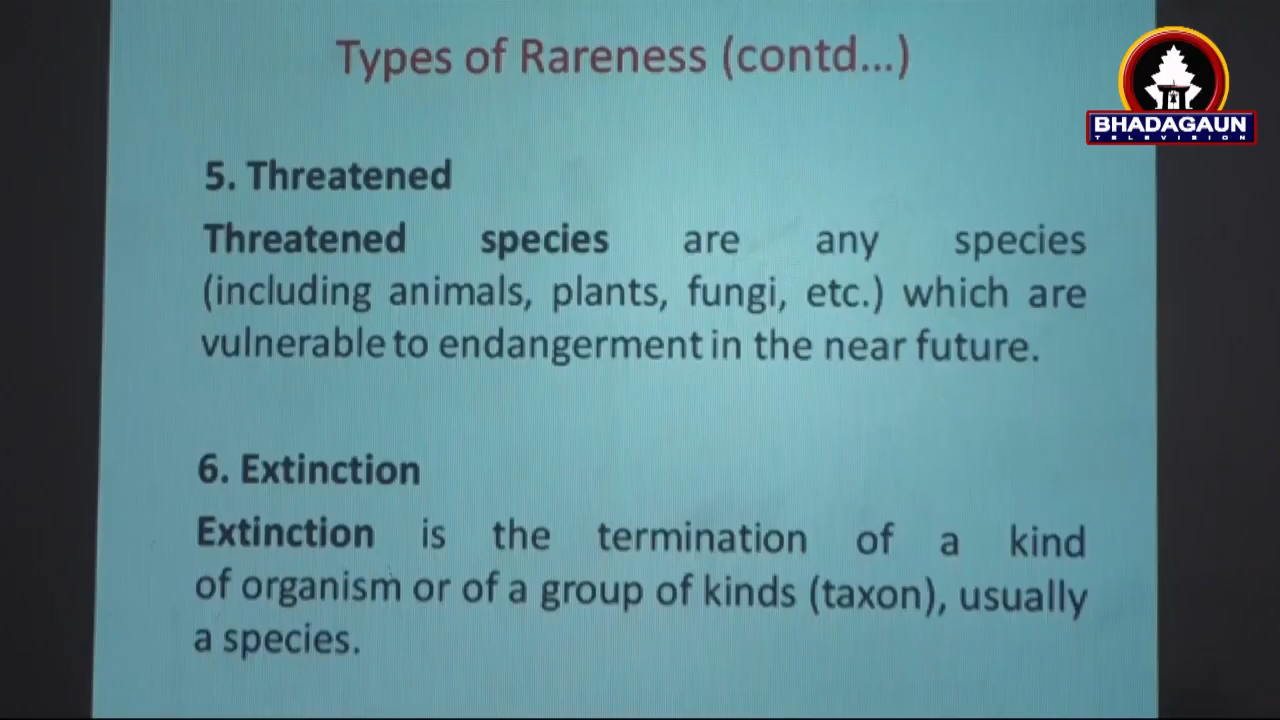 Types of Rareness (contd...)
BHADAGAUN
TELEVISION
5. Threatened
Threatened species are any species
(including animals, plants, fungi, etc.) which are
vulnerable to endangerment in the near future.
6. Extinction
Extinction is the termination of a kind
of organism or of a group of kinds (taxon), usually
a species.